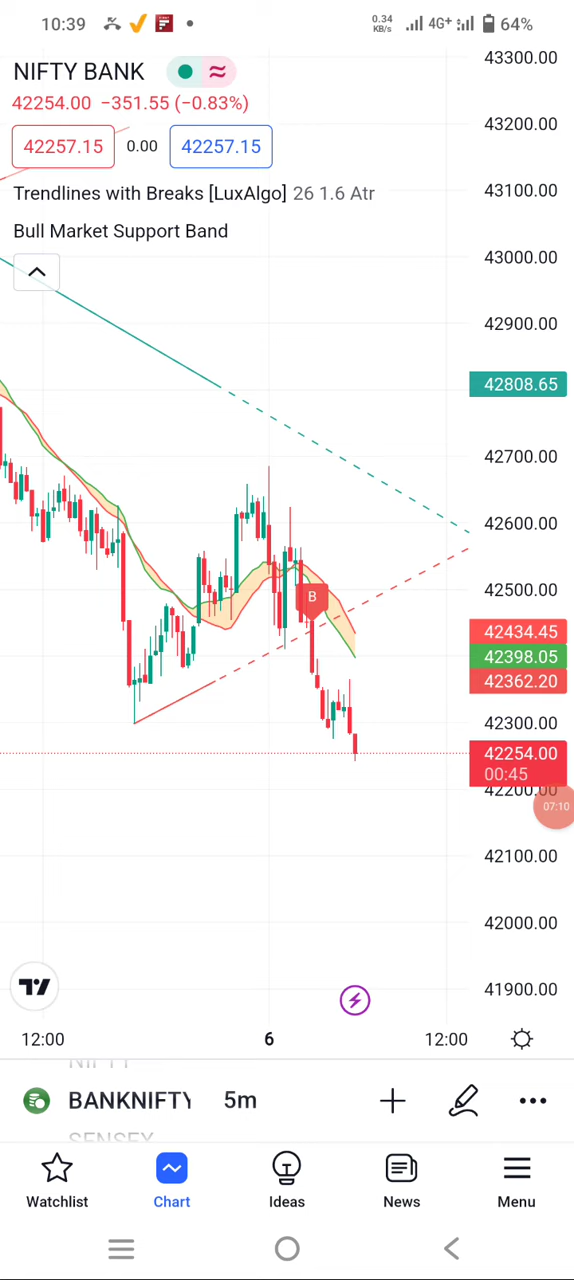 10:39
0.34
KB/s
4G+
64%
43300.00
NIFTY BANK
42254.00 −351.55 (−0.83%)
43200.00
42257.15 0.00 42257.15
Trendlines with Breaks [LuxAlgo] 26 1.6 Atr
43100.00
Bull Market Support Band
43000.00
42900.00
42808.65
42700.00
42600.00
42500.00
B
42434.45
42398.05
42362.20
42300.00
42254.00
00:45
42200.00
07:10
42100.00
42000.00
41900.00
12:00 6 12:00
NIFTY
BANKNIFTY 5m
SENSEX
Watchlist Chart Ideas News Menu